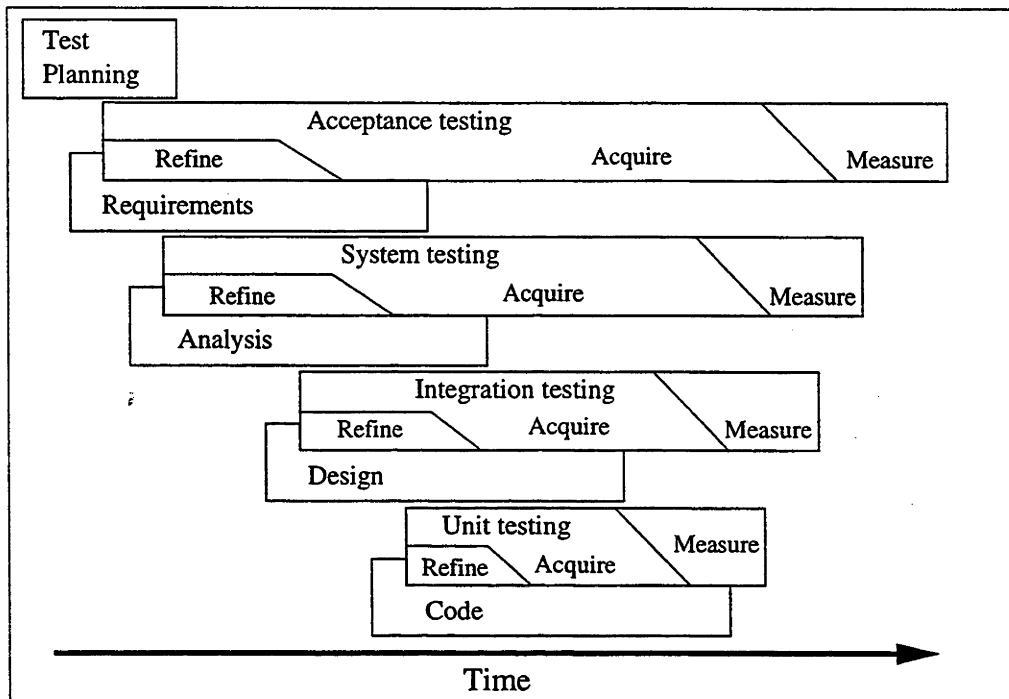 Test
Planning
Acceptance testing
Refine
Acquire
Measure
Requirements
System testing
Refine
Acquire
Measure
Analysis
Integration testing
Refine
Acquire
Measure
Design
Unit testing
Measure
Refine
Acquire
Code
Time